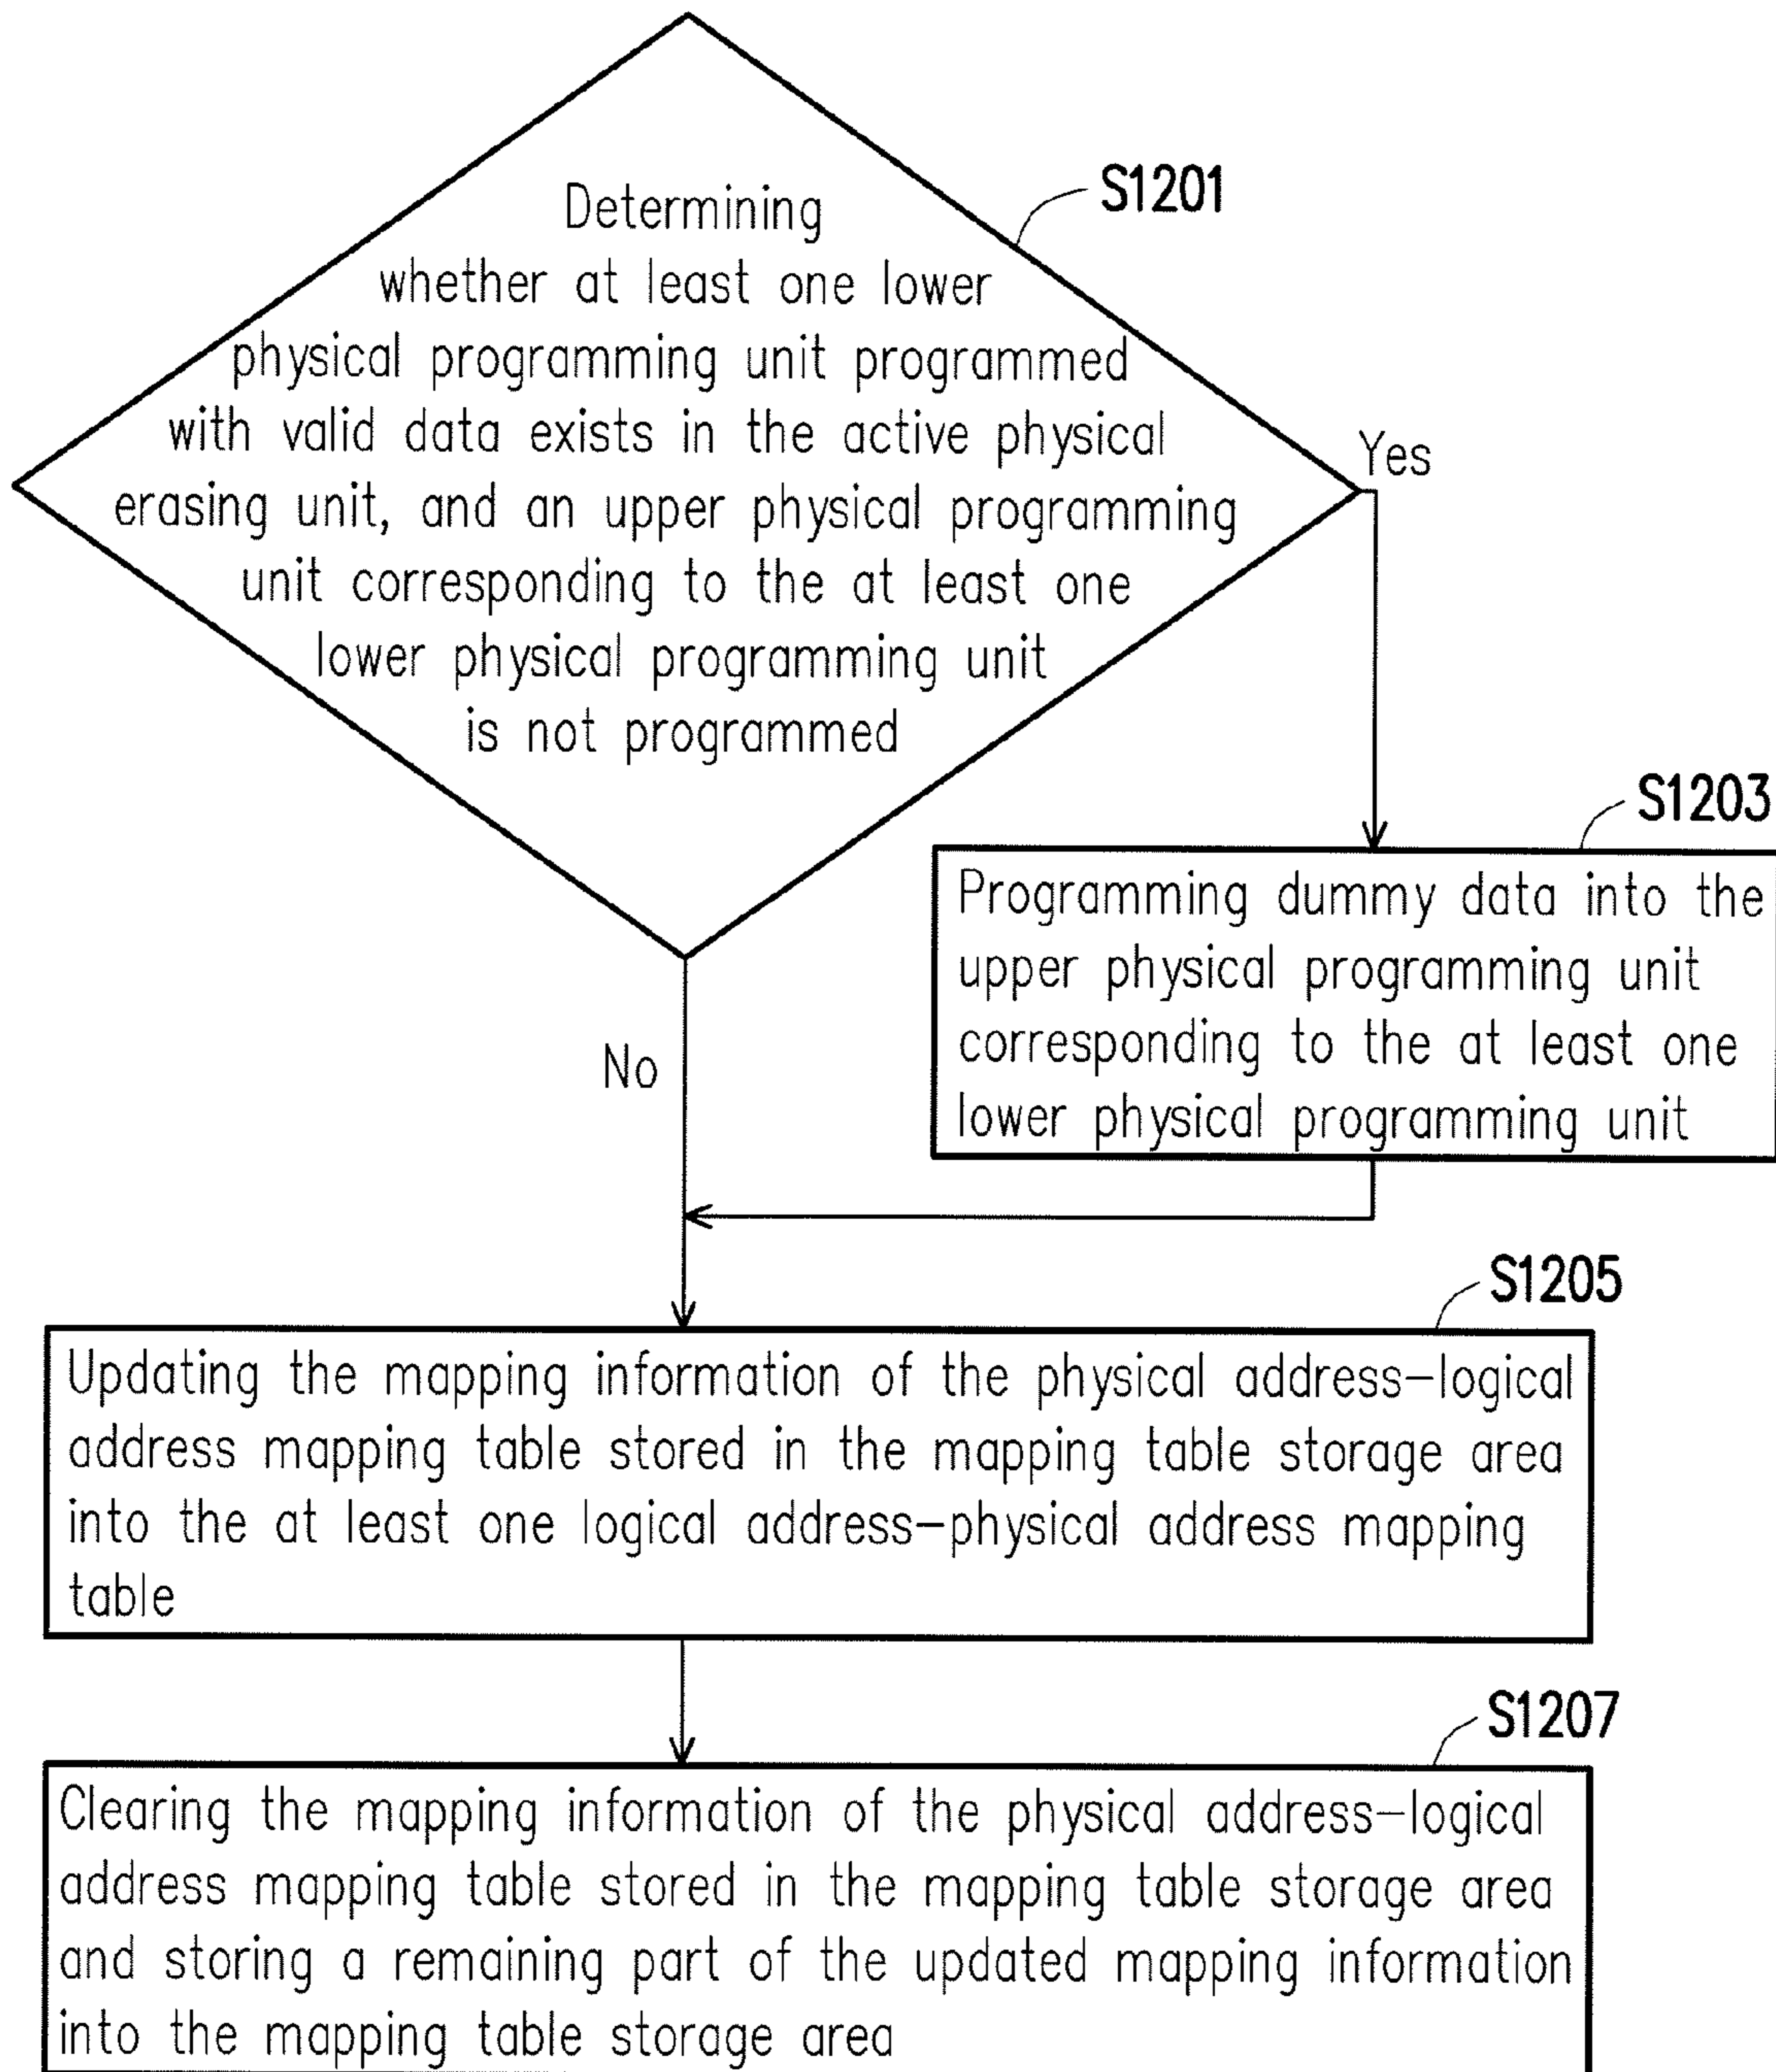 S1201
Determining
whether at least one lower
physical programming unit programmed
with valid data exists in the active physical
erasing unit, and an upper physical programming
unit corresponding to the at least one
lower physical programming unit
is not programmed
Yes
S1203
Programming dummy data into the
upper physical programming unit
corresponding to the at least one
lower physical programming unit
No
S1205
Updating the mapping information of the physical address-logical
address mapping table stored in the mapping table storage area
into the at least one logical address-physical address mapping
table
S1207
Clearing the mapping information of the physical address-logical
address mapping table stored in the mapping table storage area
and storing a remaining part of the updated mapping information
into the mapping table storage area